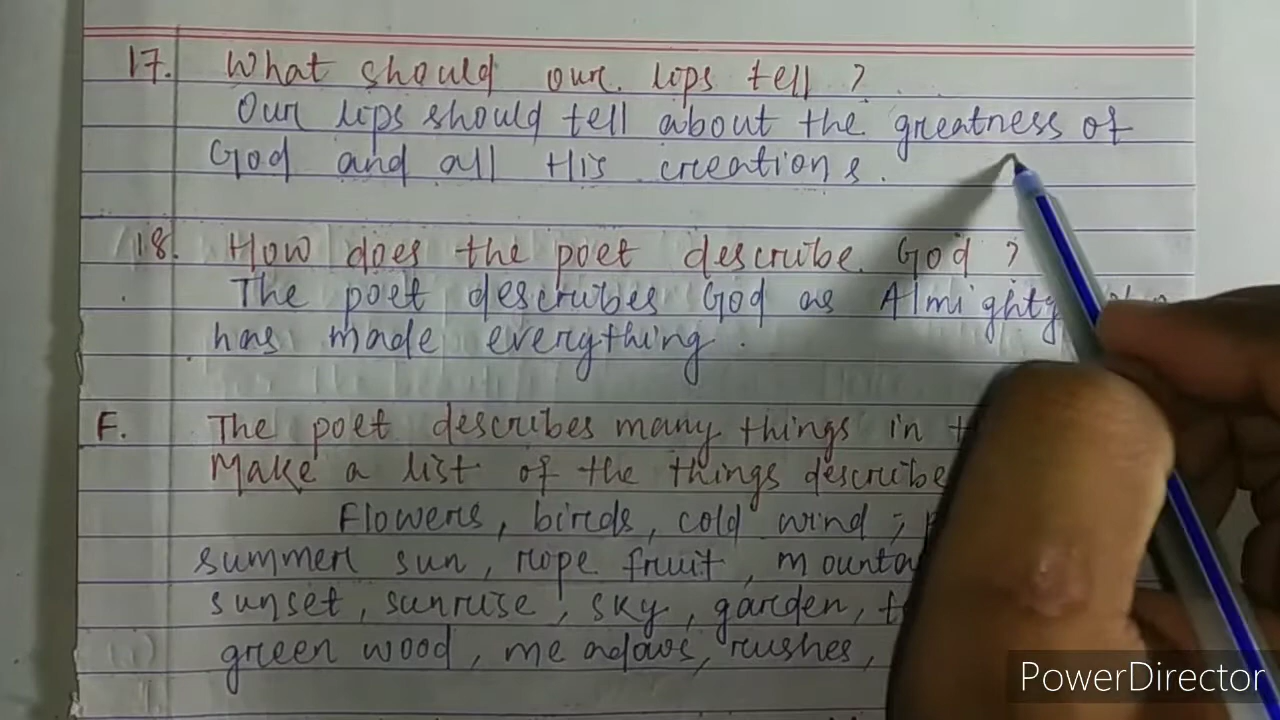 17. What should our lips tell ?
Our lips should tell about the greatness of
God and all His creations.
18. How does the poet describe God ?
The poet describes God as Almighty
has made everything.
F. The poet describes many things in
Make a list of the things
Flowers, birds, cold wind,
summer sun, rope fruit,
sunset, sunrise, sky, garden,
green wood, meadows, rushes,
PowerDirector